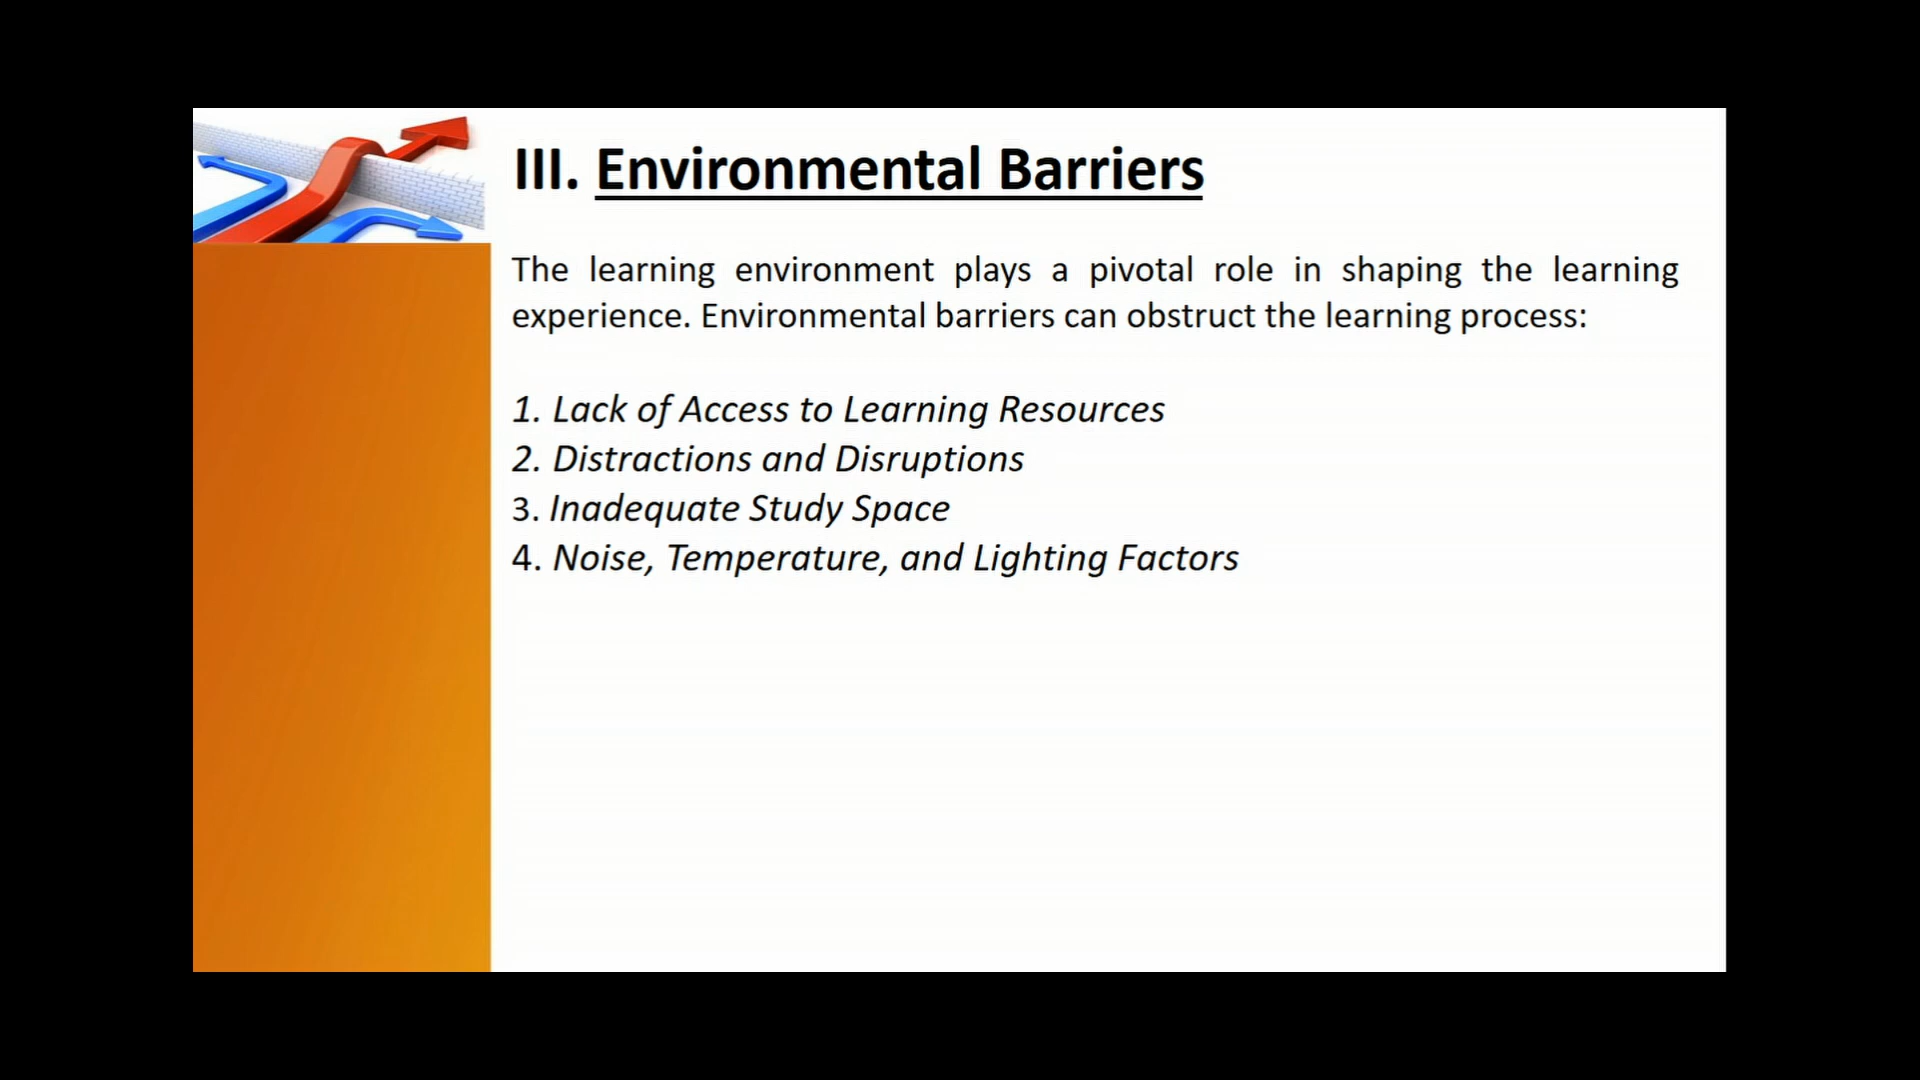 III. Environmental Barriers
The learning environment plays a pivotal role in shaping the learning
experience. Environmental barriers can obstruct the learning process:
1. Lack of Access to Learning Resources
2. Distractions and Disruptions
3. Inadequate Study Space
4. Noise, Temperature, and Lighting Factors